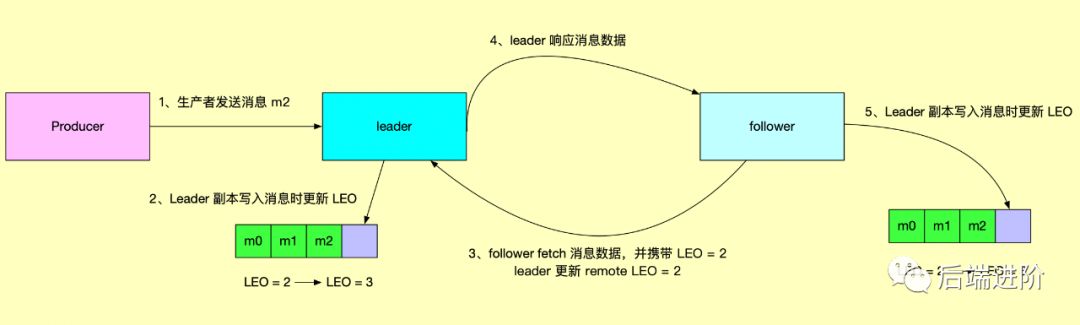 4、leader 响应消息数据
1、生产者发送消息 m2
5、Leader 副本写入消息时更新 LEO
Producer
leader
follower
2、Leader 副本写入消息时更新 LEO
m0 m1 m2
m0 m1 m2
3、follower fetch 消息数据，并携带 LEO = 2
leader 更新 remote LEO = 2
LEO = 2 LEO = 3
后端进阶